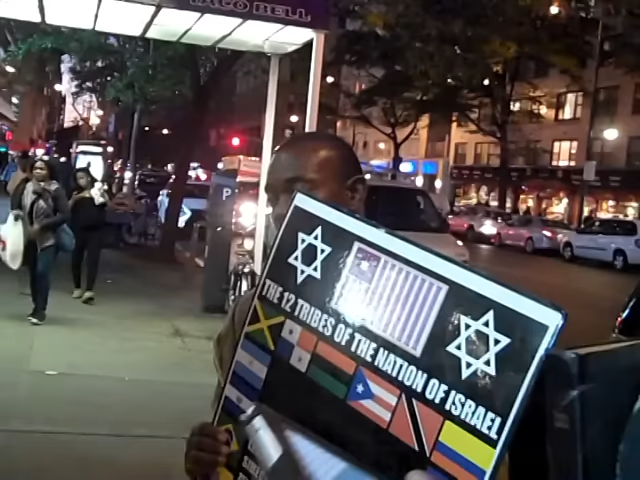 TACO BELL
THE 12 TRIBES OF THE NATION OF ISRAEL
P